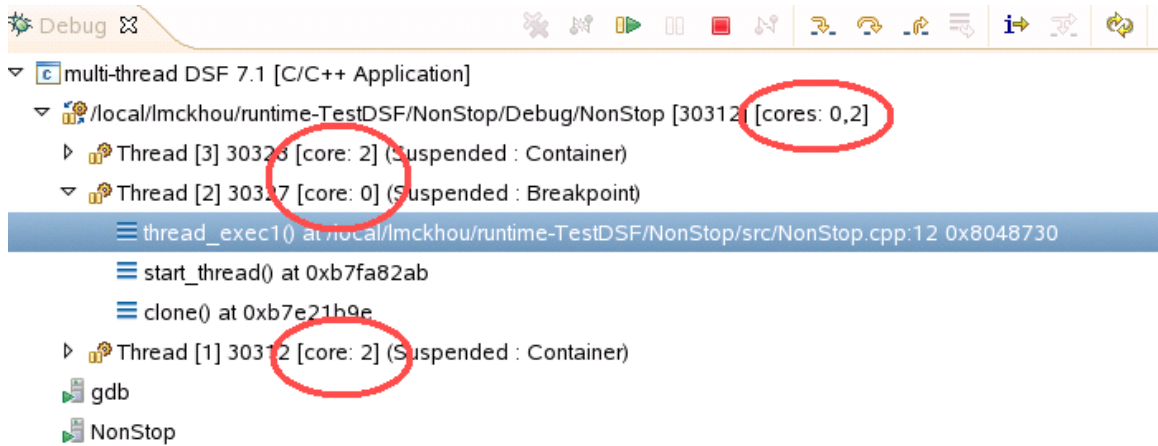 Debug
multi-thread DSF 7.1 [C/C++ Application]
/local/lmckhou/runtime-TestDSF/NonStop/Debug/NonStop [30312] [cores: 0,2]
Thread [3] 30328 [core: 2] (Suspended : Container)
Thread [2] 30327 [core: 0] (Suspended : Breakpoint)
thread_exec1() at /local/lmckhou/runtime-TestDSF/NonStop/src/NonStop.cpp:12 0x8048730
start_thread() at 0xb7fa82ab
clone() at 0xb7e21b9e
Thread [1] 30312 [core: 2] (Suspended : Container)
gdb
NonStop